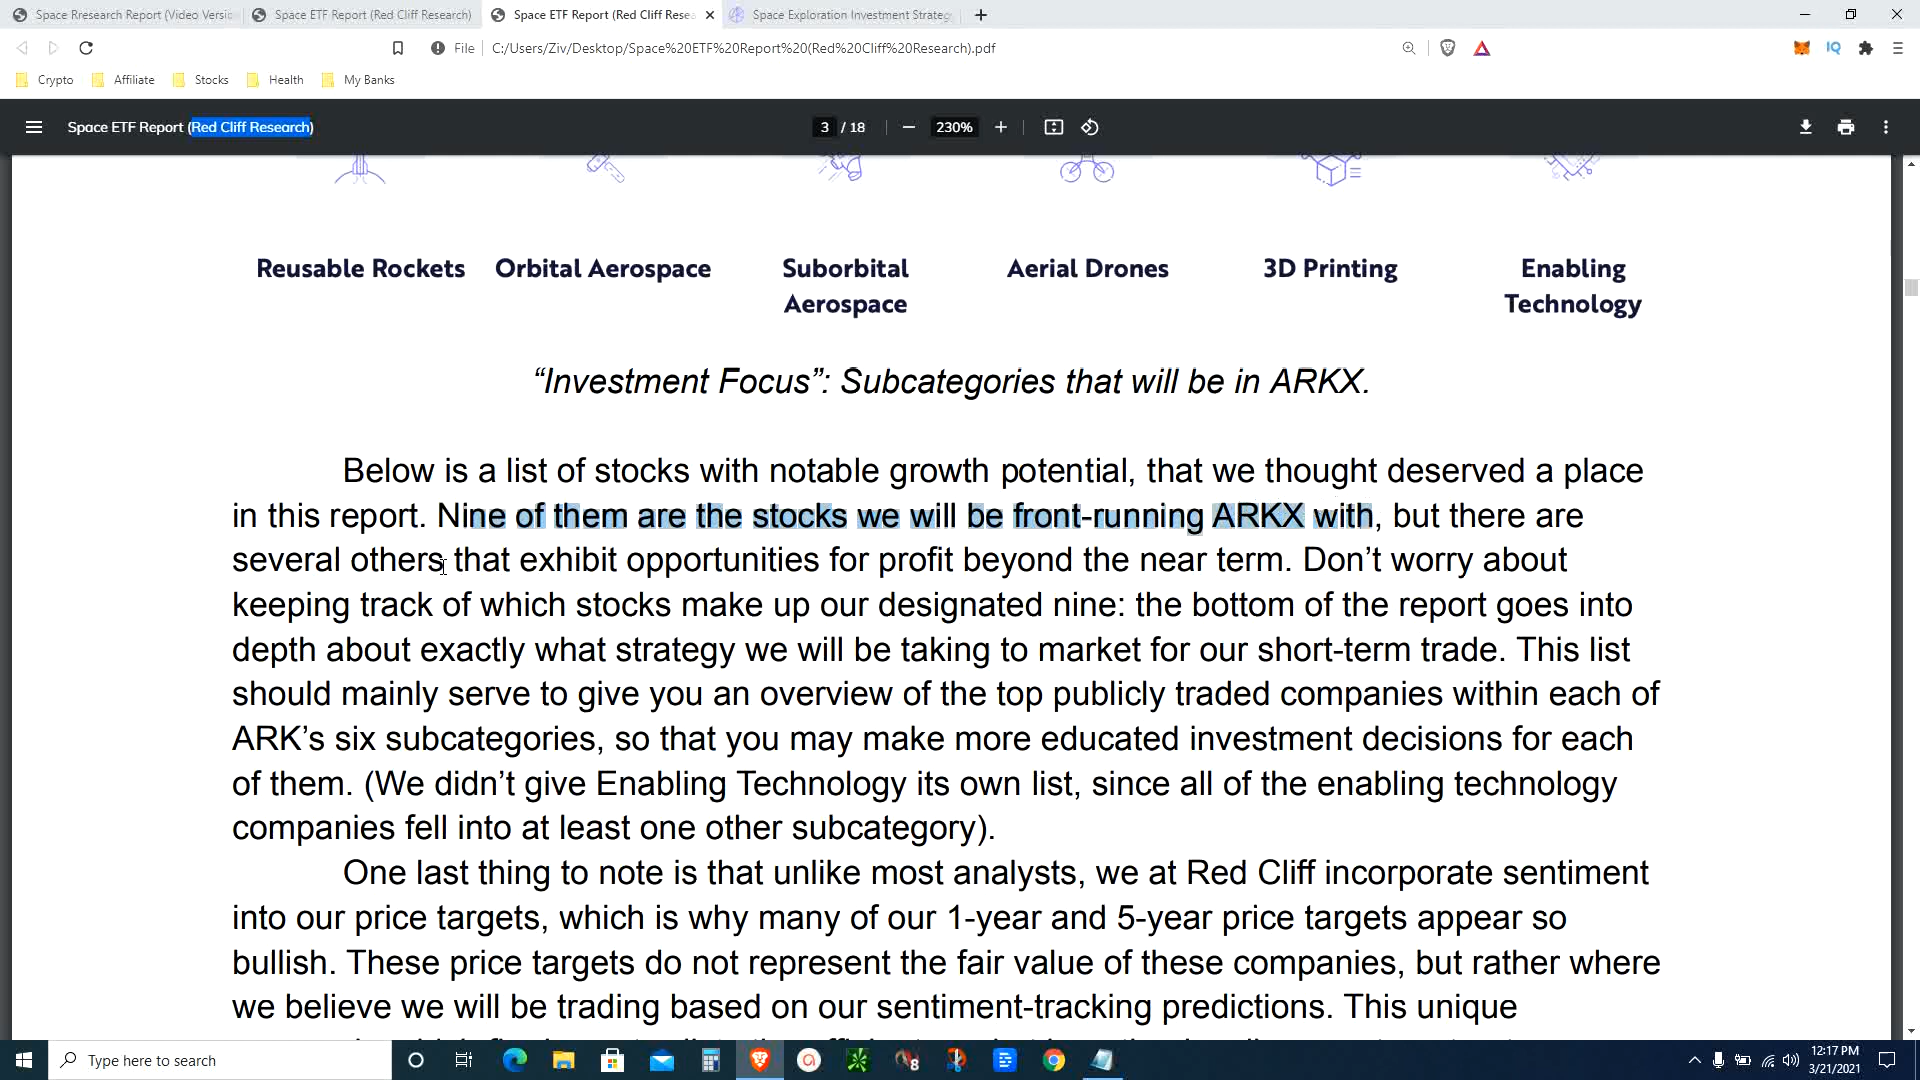 Space Rresearch Report (Video Versio
Space ETF Report (Red Cliff Research)
Space ETF Report (Red Cliff Resea
Space Exploration Investment Strateg
File
C:/Users/Ziv/Desktop/Space%20ETF%20Report%20(Red%20Cliff%20Research).pdf
IQ
Crypto
Affiliate
Stocks
Health
My Banks
Space ETF Report (Red Cliff Research)
3 / 18
230%
Reusable Rockets
Orbital Aerospace
Suborbital
Aerospace
Aerial Drones
3D Printing
Enabling
Technology
“Investment Focus”: Subcategories that will be in ARKX.
Below is a list of stocks with notable growth potential, that we thought deserved a place
in this report. Nine of them are the stocks we will be front-running ARKX with, but there are
several others that exhibit opportunities for profit beyond the near term. Don’t worry about
keeping track of which stocks make up our designated nine: the bottom of the report goes into
depth about exactly what strategy we will be taking to market for our short-term trade. This list
should mainly serve to give you an overview of the top publicly traded companies within each of
ARK’s six subcategories, so that you may make more educated investment decisions for each
of them. (We didn’t give Enabling Technology its own list, since all of the enabling technology
companies fell into at least one other subcategory).
One last thing to note is that unlike most analysts, we at Red Cliff incorporate sentiment
into our price targets, which is why many of our 1-year and 5-year price targets appear so
bullish. These price targets do not represent the fair value of these companies, but rather where
we believe we will be trading based on our sentiment-tracking predictions. This unique
Type here to search
12:17 PM
3/21/2021